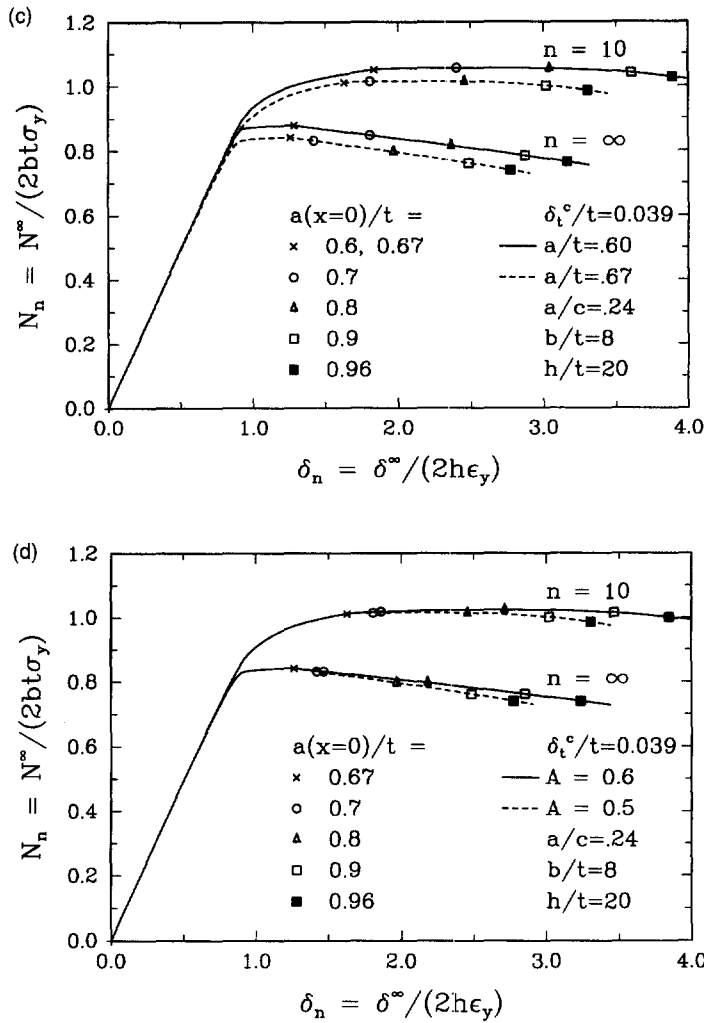 (c)
1.2
1.0
0.8
0.6
0.4
0.2
0.0
N_n = N^∞/(2btσ_y)
n = 10
n = ∞
a(x=0)/t =
× 0.6, 0.67
○ 0.7
▲ 0.8
□ 0.9
■ 0.96
δ_t^c/t=0.039
a/t=.60
a/t=.67
a/c=.24
b/t=8
h/t=20
0.0 1.0 2.0 3.0 4.0
δ_n = δ^∞/(2hϵ_y)
(d)
1.2
1.0
0.8
0.6
0.4
0.2
0.0
N_n = N^∞/(2btσ_y)
n = 10
n = ∞
a(x=0)/t =
× 0.67
○ 0.7
▲ 0.8
□ 0.9
■ 0.96
δ_t^c/t=0.039
A = 0.6
A = 0.5
a/c=.24
b/t=8
h/t=20
0.0 1.0 2.0 3.0 4.0
δ_n = δ^∞/(2hϵ_y)